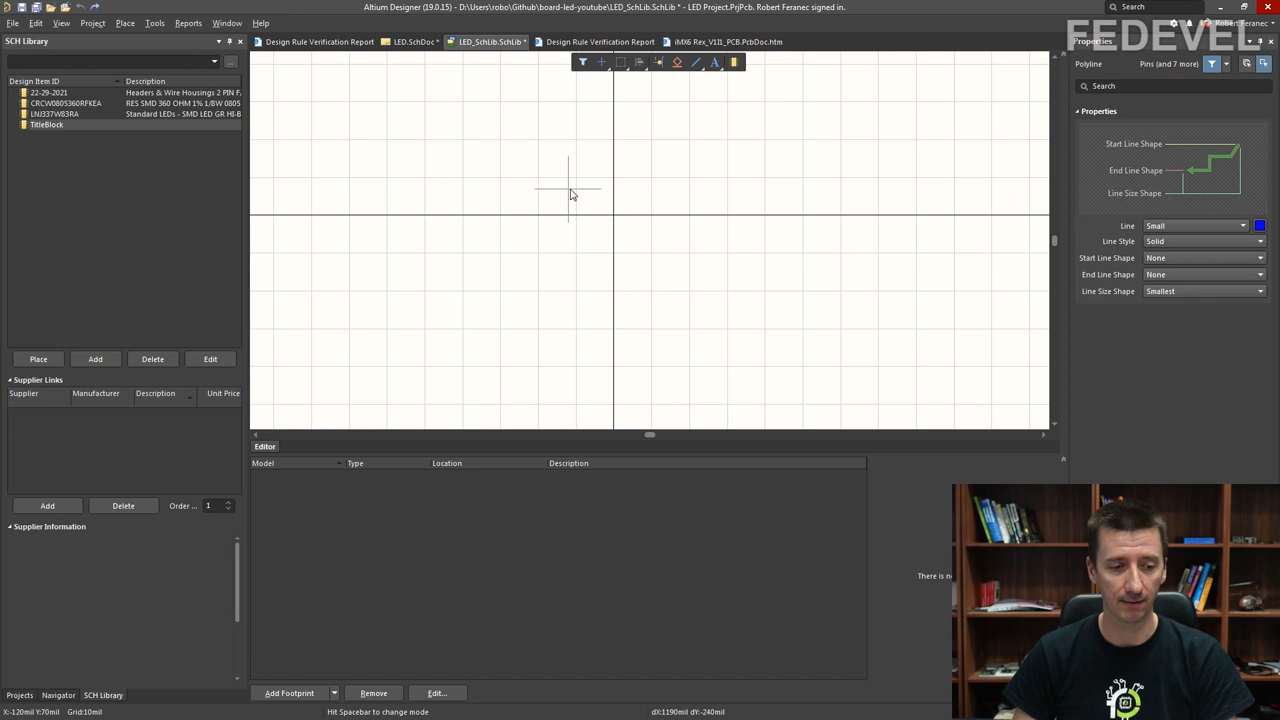 Altium Designer (19.0.15) - D:\Users\robo\Github\board-led-youtube\LED_SchLib.SchLib * - LED Project.PrjPcb. Robert Feranec signed in.
Search
File Edit View Project Place Tools Reports Window Help
Robert Feranec
FEDEVEL
SCH Library
Design Rule Verification Report
LED.SchDoc *
LED_SchLib.SchLib *
Design Rule Verification Report
iMX6 Rex_V1I1_PCB.PcbDoc.htm
Properties
Polyline
Pins (and 7 more)
...
Search
Design Item ID Description
22-29-2021 Headers & Wire Housings 2 PIN F
CRCW0805360RFKEA RES SMD 360 OHM 1% 1/8W 0805
LNJ337W83RA Standard LEDs - SMD LED GR HI-B
TitleBlock
Properties
Start Line Shape
End Line Shape
Line Size Shape
Line Small
Line Style Solid
Start Line Shape None
End Line Shape None
Line Size Shape Smallest
Place Add Delete Edit
Supplier Links
Supplier Manufacturer Description Unit Price
Add Delete Order ... 1
Supplier Information
Editor
Model Type Location Description
There is n
Add Footprint Remove Edit...
Projects Navigator SCH Library
X:-120mil Y:70mil Grid:10mil
Hit Spacebar to change mode
dX:1190mil dY:-240mil